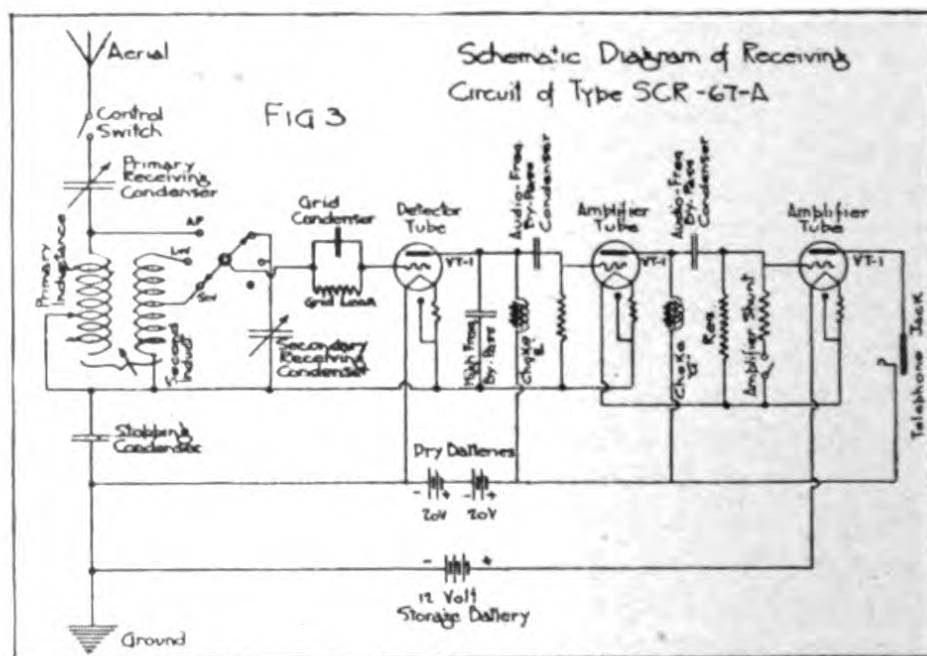 Aerial
Schematic Diagram of Receiving
Circuit of Type SCR-67-A
FIG 3
Control
Switch
Primary
Receiving
Condenser
Primary
Inductance
AP
Sec
Second
Induct
Grid
Condenser
Grid Leak
Secondary
Receiving
Condenser
Detector
Tube
VT-1
High Freq
By-Pass
Audio-Freq.
By-Pass
Condenser
Choke
Amplifier
Tube
VT-1
Audio-Freq
By-Pass
Condenser
Choke
Res.
Amplifier Shunt
Amplifier
Tube
VT-1
Telephone Jack
Stopping
Condenser
Dry Batteries
- + - +
20V 20V
- +
12 Volt
Storage Battery
Ground